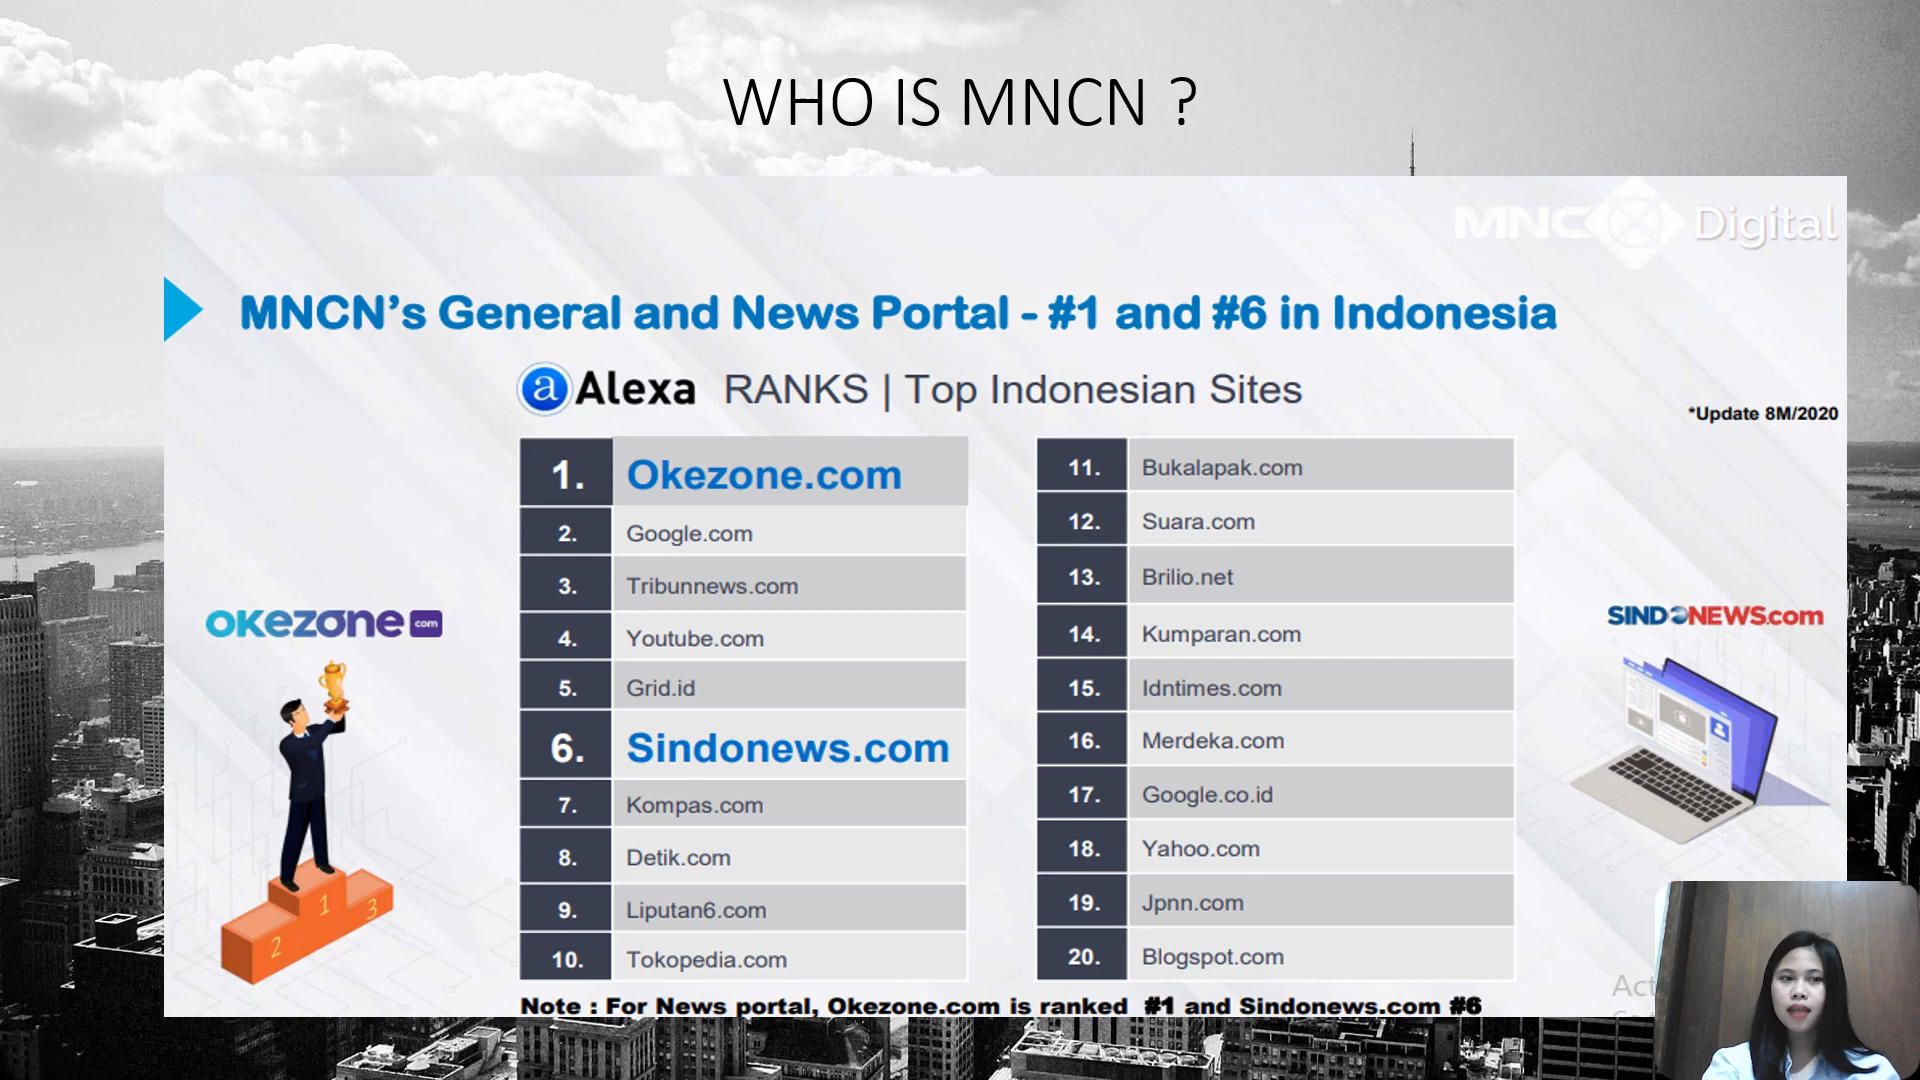 WHO IS MNCN ?
MNC Digital
MNCN's General and News Portal - #1 and #6 in Indonesia
a Alexa RANKS | Top Indonesian Sites
*Update 8M/2020
1. Okezone.com
2. Google.com
3. Tribunnews.com
4. Youtube.com
5. Grid.id
6. Sindonews.com
7. Kompas.com
8. Detik.com
9. Liputan6.com
10. Tokopedia.com
11. Bukalapak.com
12. Suara.com
13. Brilio.net
14. Kumparan.com
15. Idntimes.com
16. Merdeka.com
17. Google.co.id
18. Yahoo.com
19. Jpnn.com
20. Blogspot.com
okezone com
1
2
3
SINDONEWS.com
Note : For News portal, Okezone.com is ranked #1 and Sindonews.com #6